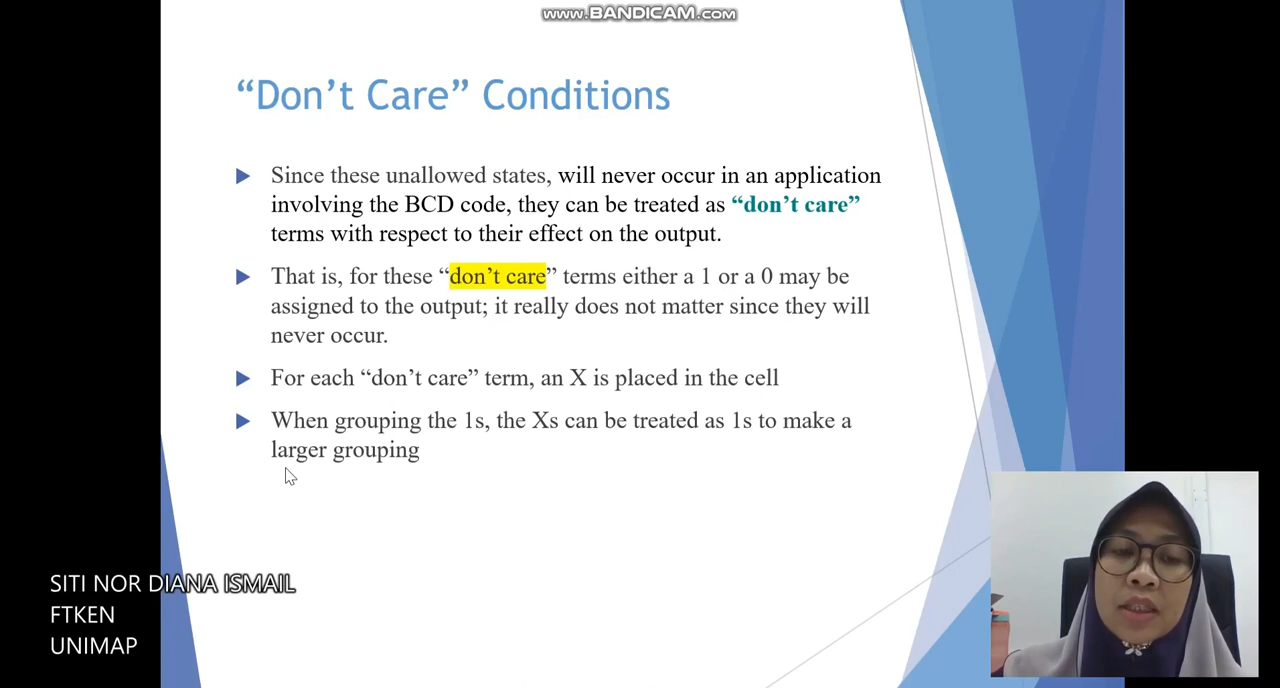 www.BANDICAM.com
“Don’t Care” Conditions
Since these unallowed states, will never occur in an application
involving the BCD code, they can be treated as “don’t care”
terms with respect to their effect on the output.
That is, for these “don’t care” terms either a 1 or a 0 may be
assigned to the output; it really does not matter since they will
never occur.
For each “don’t care” term, an X is placed in the cell
When grouping the 1s, the Xs can be treated as 1s to make a
larger grouping
SITI NOR DIANA ISMAIL
FTKEN
UNIMAP